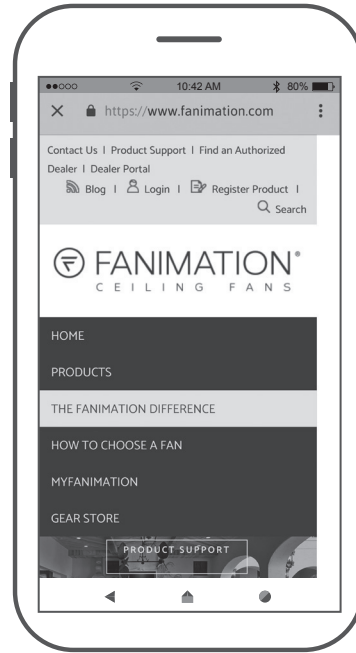 10:42 AM 80%
https://www.fanimation.com
Contact Us | Product Support | Find an Authorized
Dealer | Dealer Portal
Blog | Login | Register Product |
Search
FANIMATION®
CEILING FANS
HOME
PRODUCTS
THE FANIMATION DIFFERENCE
HOW TO CHOOSE A FAN
MYFANIMATION
GEAR STORE
PRODUCT SUPPORT